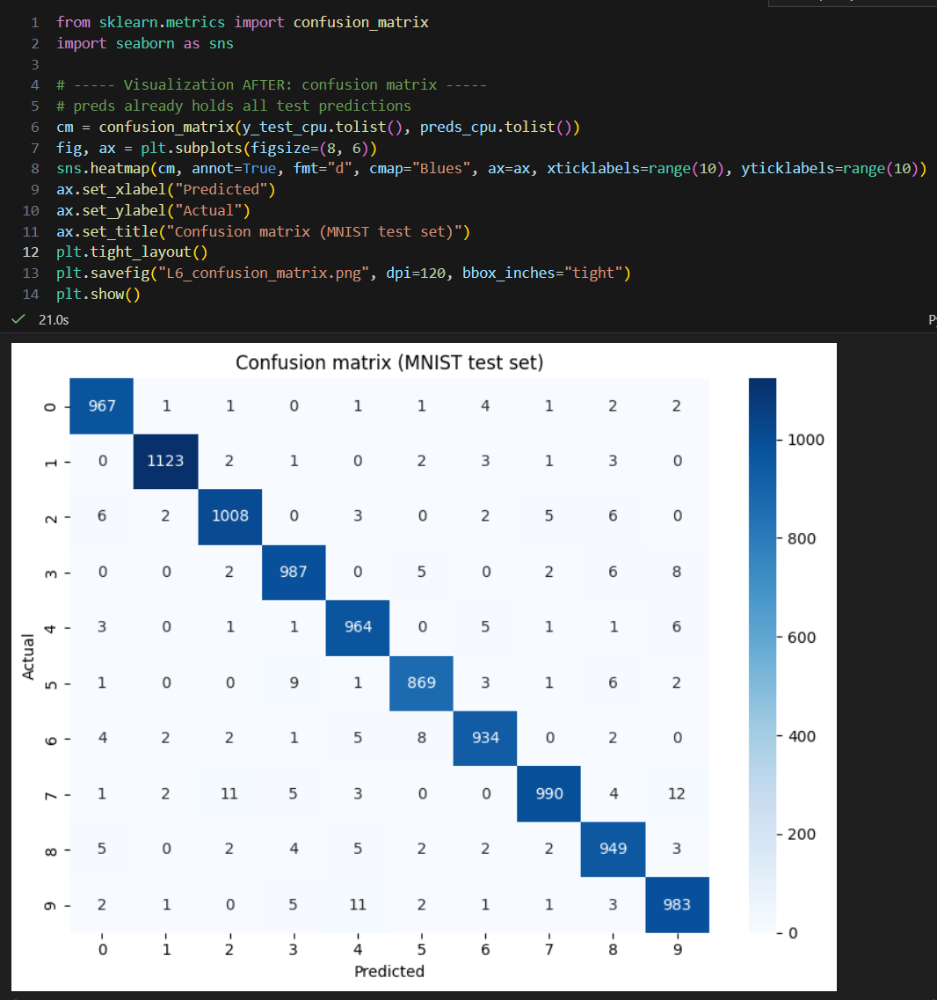 1 from sklearn.metrics import confusion_matrix
2 import seaborn as sns
3
4 # ----- Visualization AFTER: confusion matrix -----
5 # preds already holds all test predictions
6 cm = confusion_matrix(y_test_cpu.tolist(), preds_cpu.tolist())
7 fig, ax = plt.subplots(figsize=(8, 6))
8 sns.heatmap(cm, annot=True, fmt="d", cmap="Blues", ax=ax, xticklabels=range(10), yticklabels=range(10))
9 ax.set_xlabel("Predicted")
10 ax.set_ylabel("Actual")
11 ax.set_title("Confusion matrix (MNIST test set)")
12 plt.tight_layout()
13 plt.savefig("L6_confusion_matrix.png", dpi=120, bbox_inches="tight")
14 plt.show()
21.0s
Confusion matrix (MNIST test set)
0 967 1 1 0 1 1 4 1 2 2
1 0 1123 2 1 0 2 3 1 3 0
2 6 2 1008 0 3 0 2 5 6 0
3 0 0 2 987 0 5 0 2 6 8
4 3 0 1 1 964 0 5 1 1 6
5 1 0 0 9 1 869 3 1 6 2
6 4 2 2 1 5 8 934 0 2 0
7 1 2 11 5 3 0 0 990 4 12
8 5 0 2 4 5 2 2 2 949 3
9 2 1 0 5 11 2 1 1 3 983
0 1 2 3 4 5 6 7 8 9
Predicted
Actual
1000
800
600
400
200
0